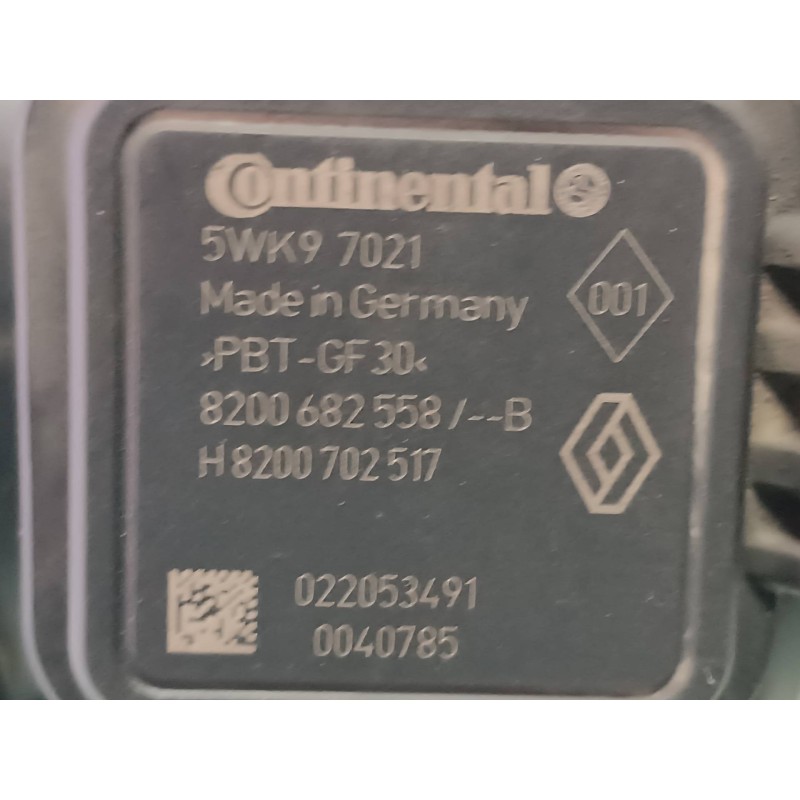 Continental
5WK9 7021
Made in Germany
001
>PBT-GF30<
8200 682 558 /--B
H 8200 702 517
022053491
0040785